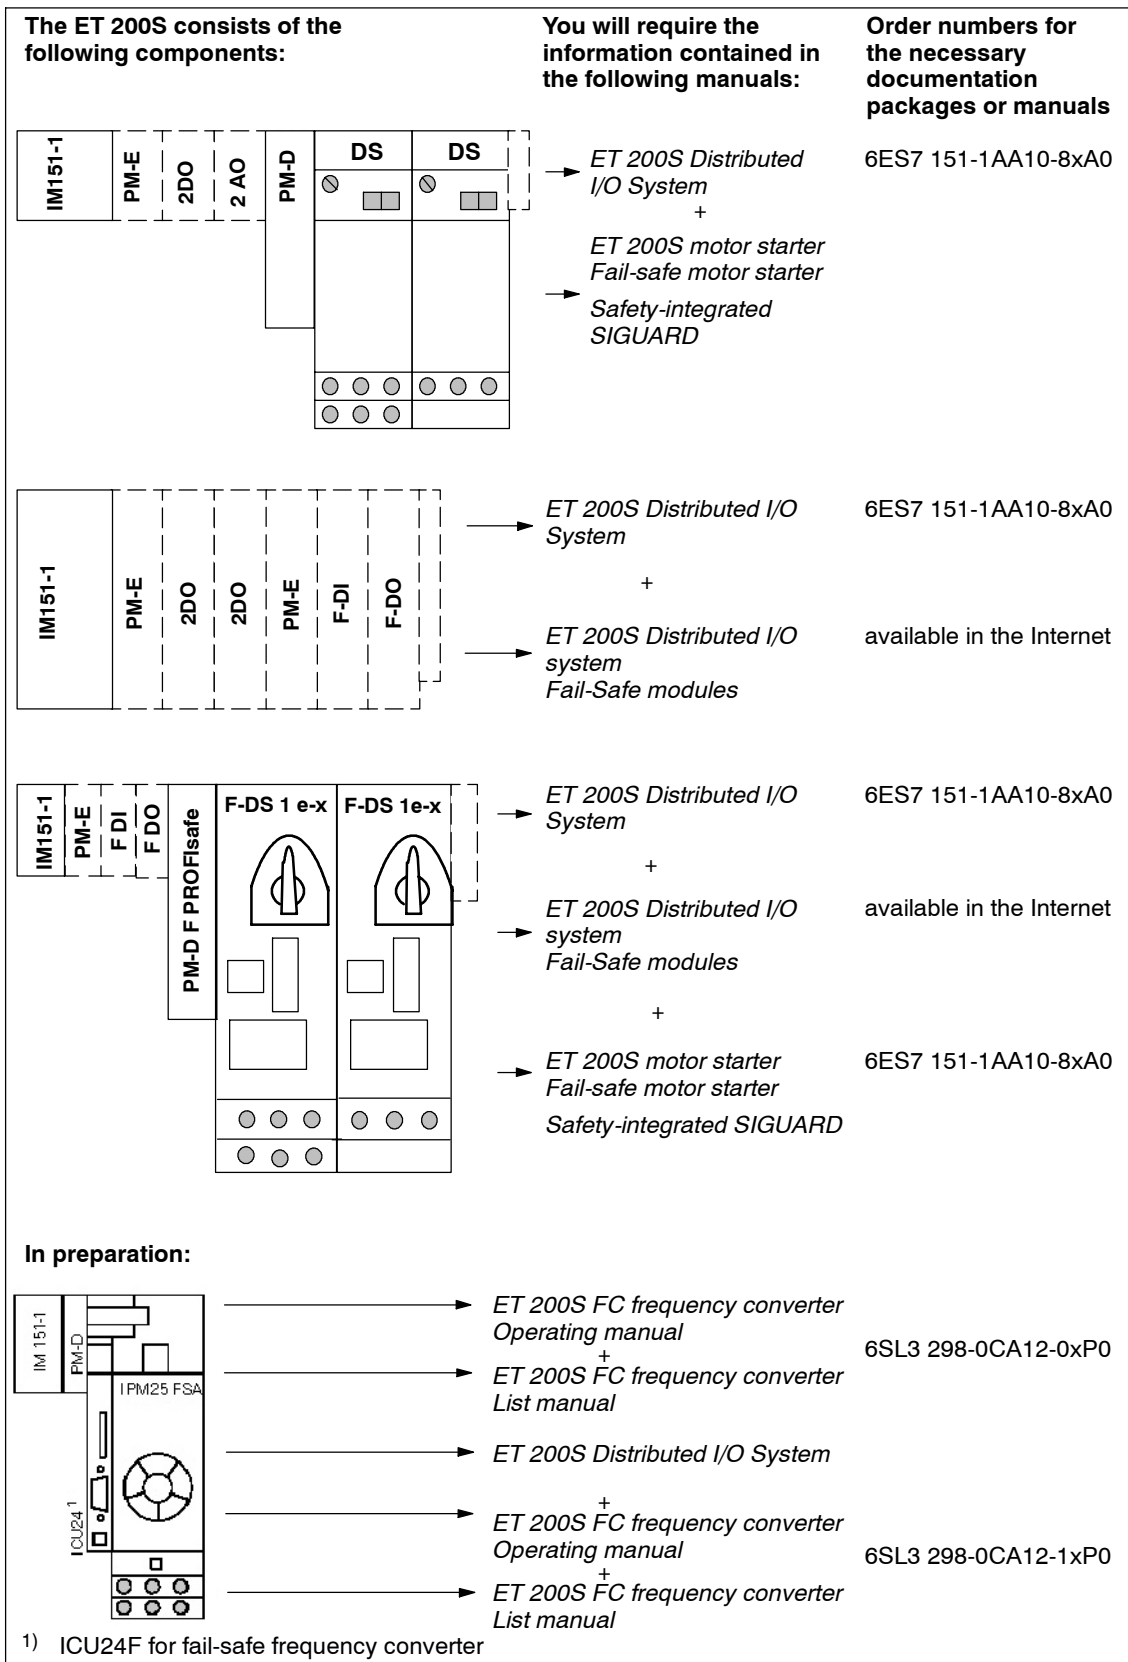 The ET 200S consists of the
following components:
You will require the
information contained in
the following manuals:
Order numbers for
the necessary
documentation
packages or manuals
IM151-1
PM-E
2DO
2 AO
PM-D
DS
DS
ET 200S Distributed
I/O System
+
ET 200S motor starter
Fail-safe motor starter
Safety-integrated
SIGUARD
6ES7 151-1AA10-8xA0
IM151-1
PM-E
2DO
2DO
PM-E
F-DI
F-DO
ET 200S Distributed I/O
System
6ES7 151-1AA10-8xA0
+
ET 200S Distributed I/O
system
Fail-Safe modules
available in the Internet
IM151-1
PM-E
F DI
F DO
PM-D F PROFIsafe
F-DS 1 e-x
F-DS 1e-x
ET 200S Distributed I/O
System
6ES7 151-1AA10-8xA0
+
ET 200S Distributed I/O
system
Fail-Safe modules
available in the Internet
+
ET 200S motor starter
Fail-safe motor starter
Safety-integrated SIGUARD
6ES7 151-1AA10-8xA0
In preparation:
IM 151-1
PM-D
IPM25 FSA
ICU24 1
ET 200S FC frequency converter
Operating manual
+
ET 200S FC frequency converter
List manual
6SL3 298-0CA12-0xP0
ET 200S Distributed I/O System
+
ET 200S FC frequency converter
Operating manual
+
ET 200S FC frequency converter
List manual
6SL3 298-0CA12-1xP0
1) ICU24F for fail-safe frequency converter